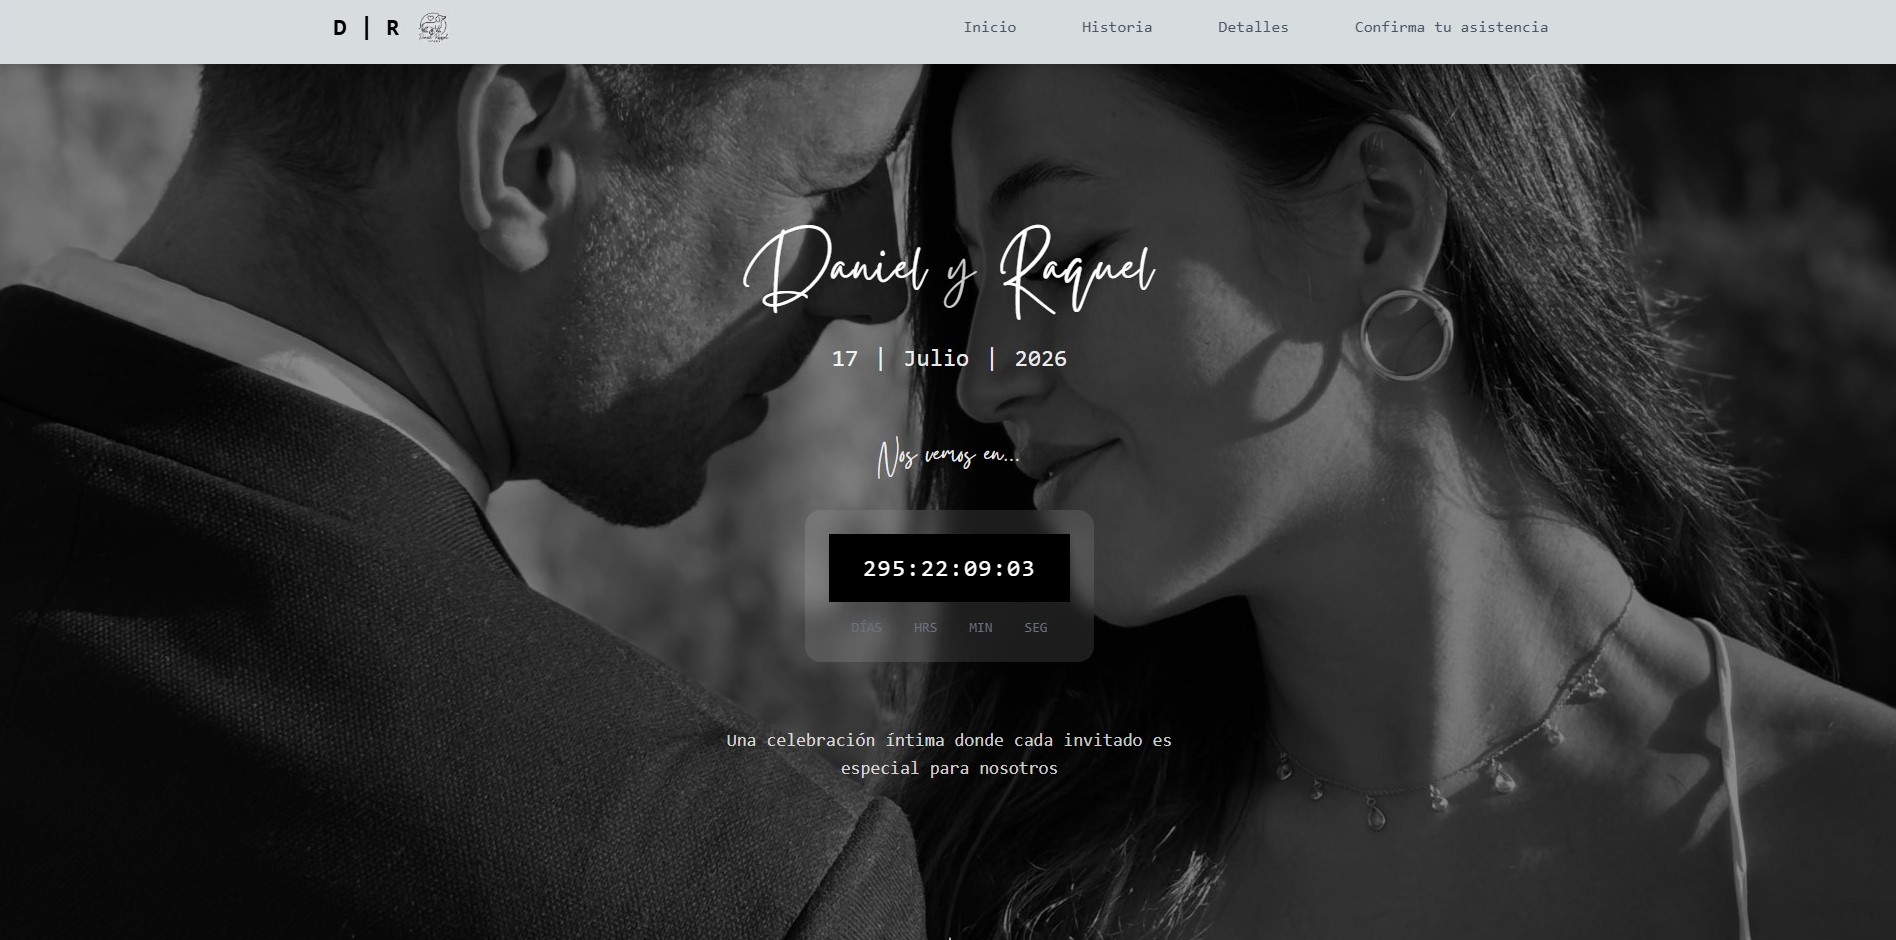 D | R
Inicio Historia Detalles Confirma tu asistencia
Daniel y Raquel
17 | Julio | 2026
Nos vemos en...
295:22:09:03
DÍAS HRS MIN SEG
Una celebración íntima donde cada invitado es
especial para nosotros